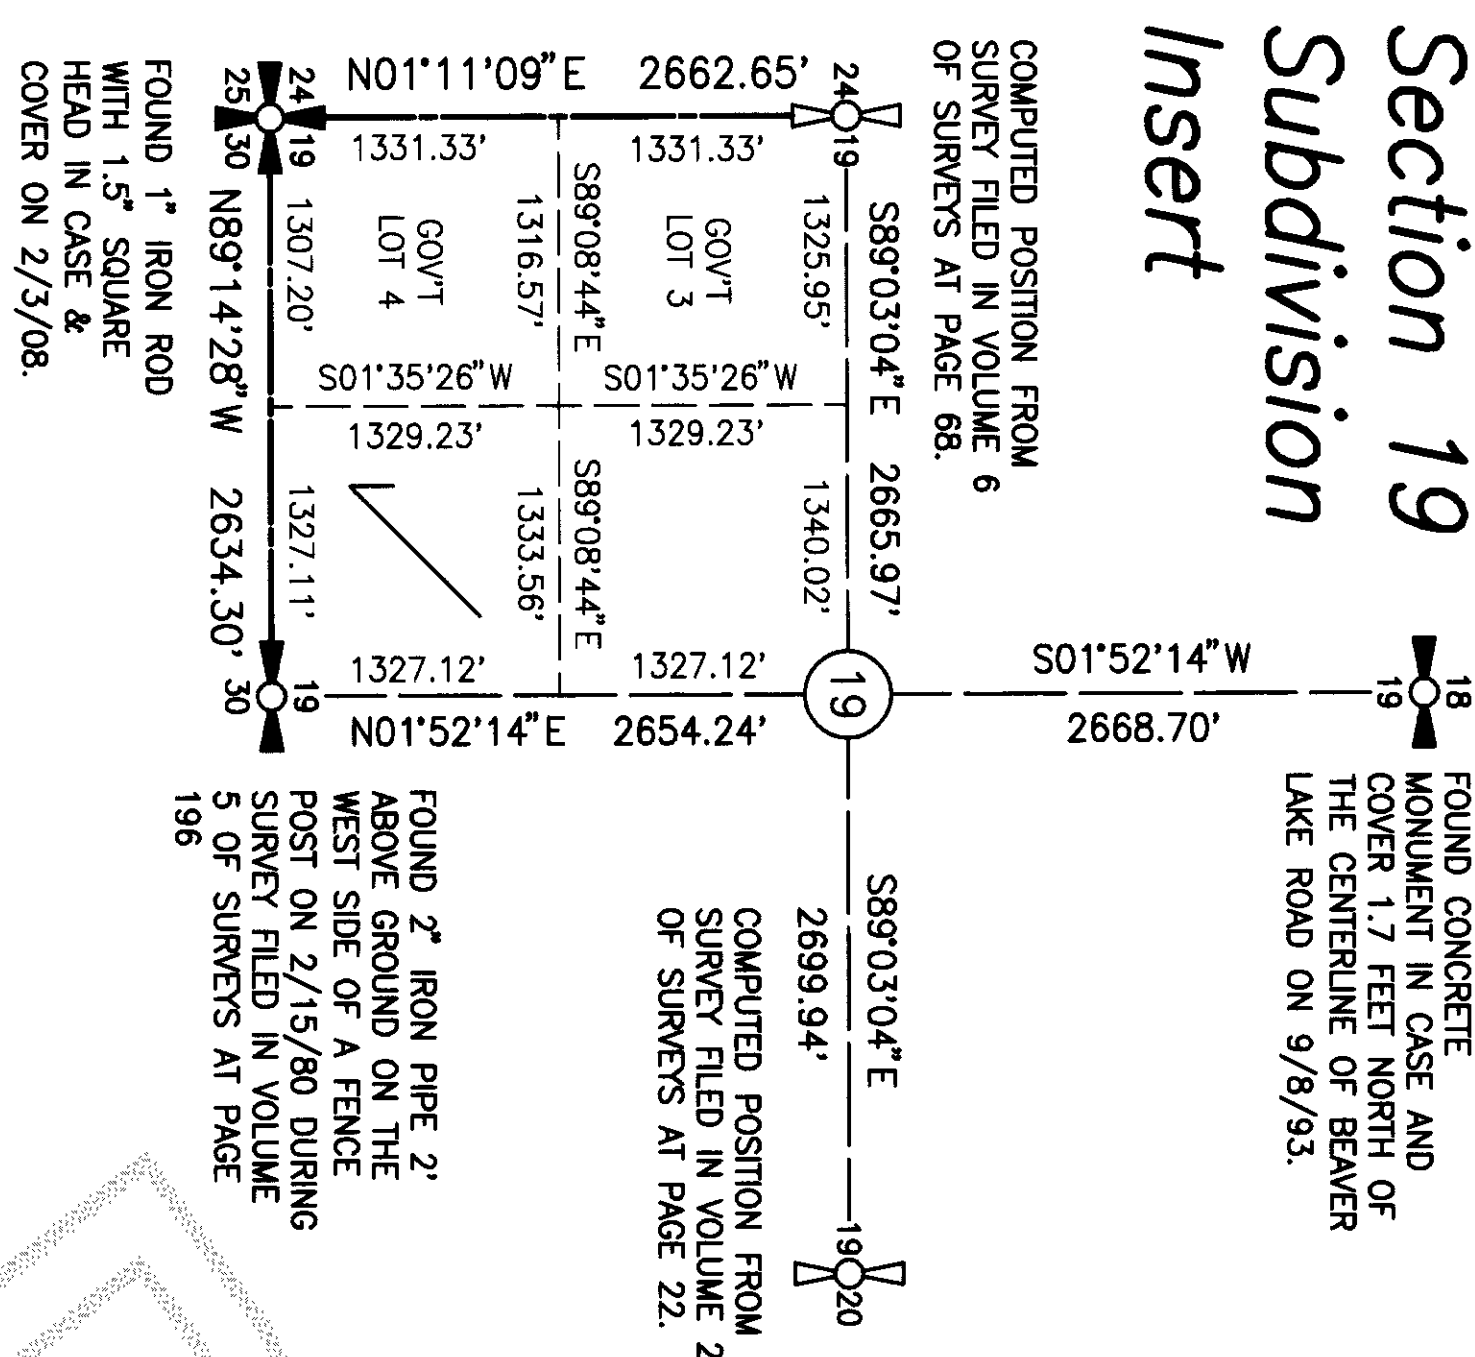 Section 19
Subdivision
Insert
18
19
FOUND CONCRETE
MONUMENT IN CASE AND
COVER 1.7 FEET NORTH OF
THE CENTERLINE OF BEAVER
LAKE ROAD ON 9/8/93.
S01°52'14"W
2668.70'
COMPUTED POSITION FROM
SURVEY FILED IN VOLUME 6
OF SURVEYS AT PAGE 68.
24
19
S89°03'04"E 2665.97'
1325.95'
1340.02'
19
S89°03'04"E
2699.94'
19
20
COMPUTED POSITION FROM
SURVEY FILED IN VOLUME 2
OF SURVEYS AT PAGE 22.
N01°11'09"E 2662.65'
1331.33'
1331.33'
GOV'T
LOT 3
S01°35'26"W
1329.23'
1327.12'
S89°08'44"E
1316.57'
S89°08'44"E
1333.56'
GOV'T
LOT 4
S01°35'26"W
1329.23'
1327.12'
N01°52'14"E 2654.24'
24
19
25
30
1307.20'
1327.11'
N89°14'28"W 2634.30'
19
30
FOUND 1" IRON ROD
WITH 1.5" SQUARE
HEAD IN CASE &
COVER ON 2/3/08.
FOUND 2" IRON PIPE 2'
ABOVE GROUND ON THE
WEST SIDE OF A FENCE
POST ON 2/15/80 DURING
SURVEY FILED IN VOLUME
5 OF SURVEYS AT PAGE
196